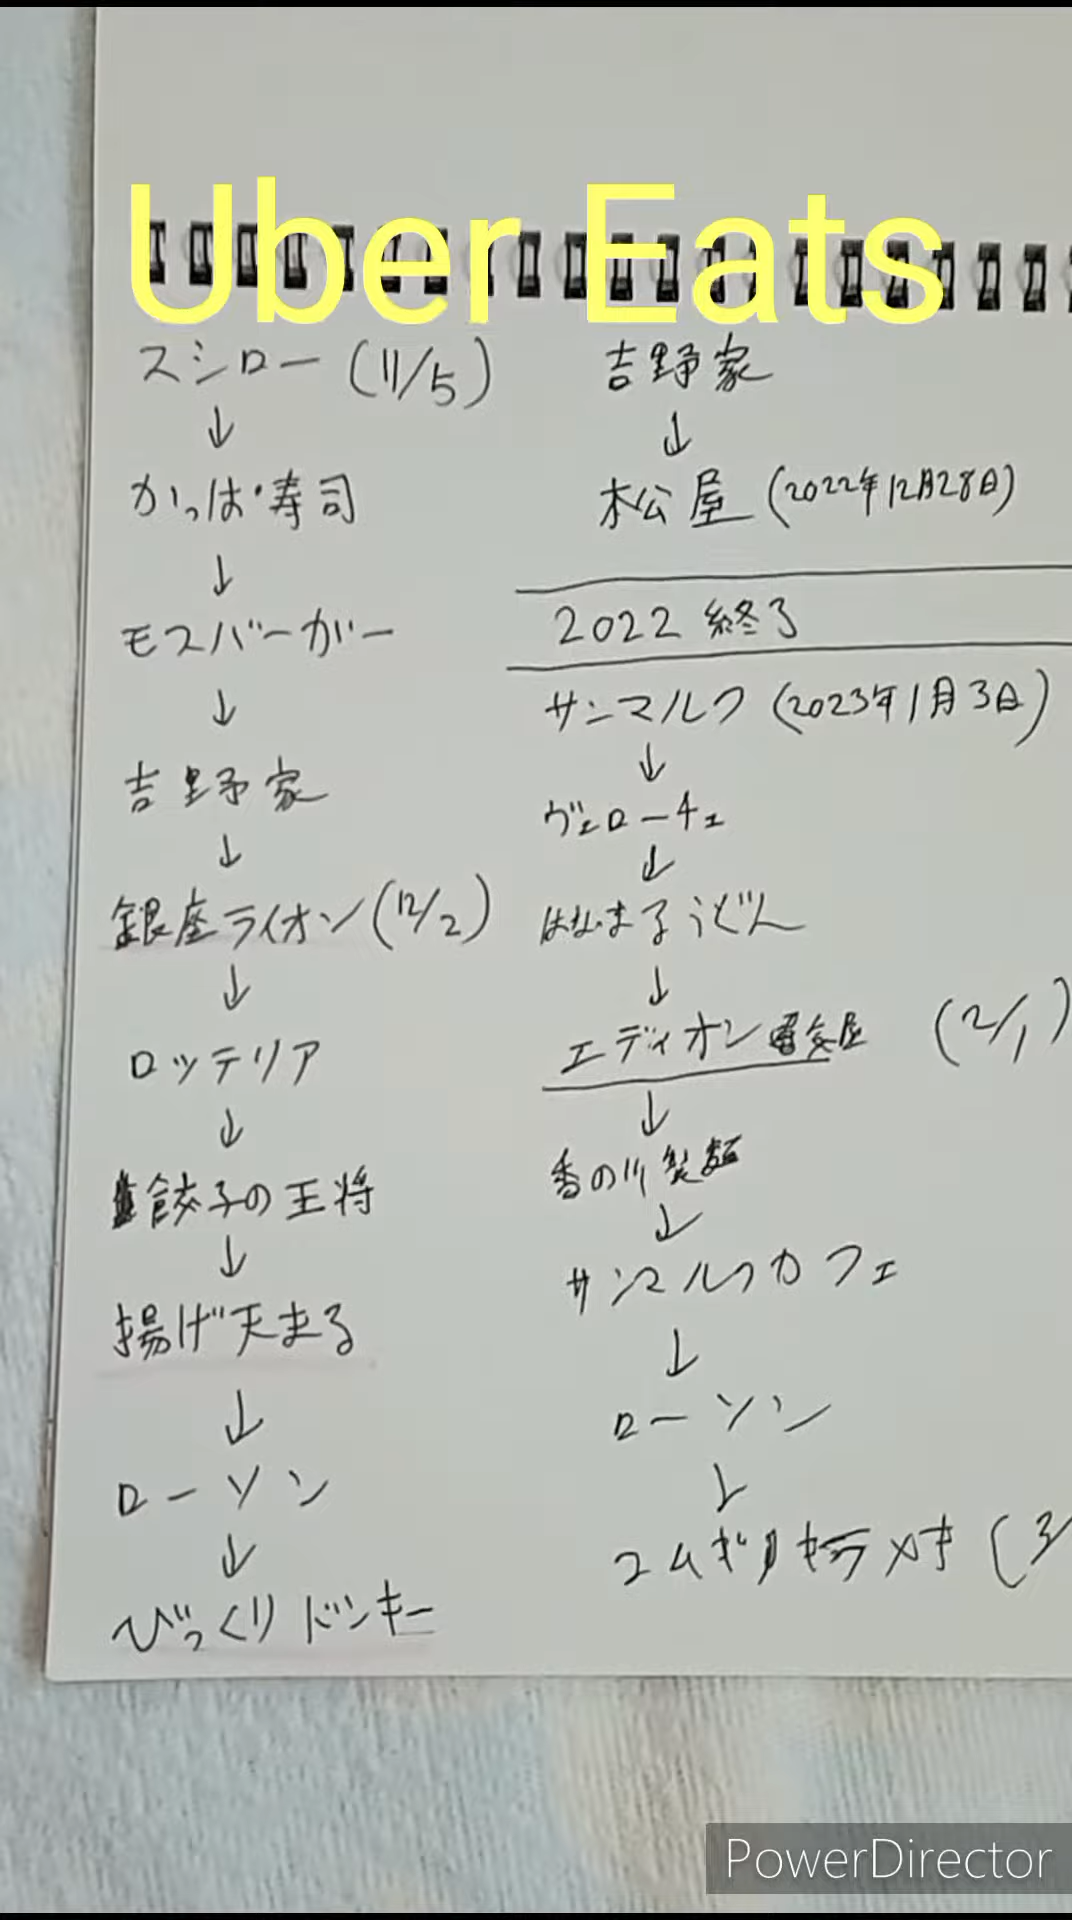 Uber Eats
スシロー (11/5)
↓
かっぱ寿司
↓
モスバーガー
↓
吉野家
↓
銀座ライオン (12/2)
↓
ロッテリア
↓
餃子の王将
↓
揚げ天まる
↓
ローソン
↓
びっくりドンキー
吉野家
↓
松屋 (2022年12月28日)
2022 終了
サンマルク (2023年1月3日)
↓
ヴェローチェ
↓
はなまるうどん
↓
エディオン電気屋 (2/1)
↓
香の川製麺
↓
サンマルクカフェ
↓
ローソン
↓
コムギリ (3/
PowerDirector